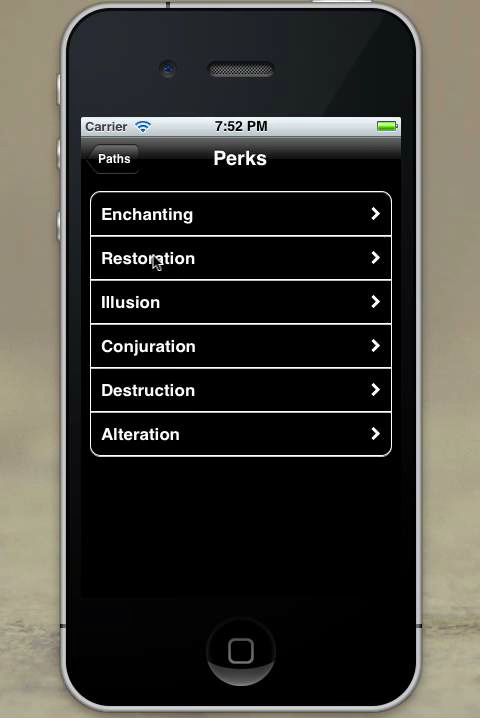 Carrier 7:52 PM
Paths Perks
Enchanting
Restoration
Illusion
Conjuration
Destruction
Alteration